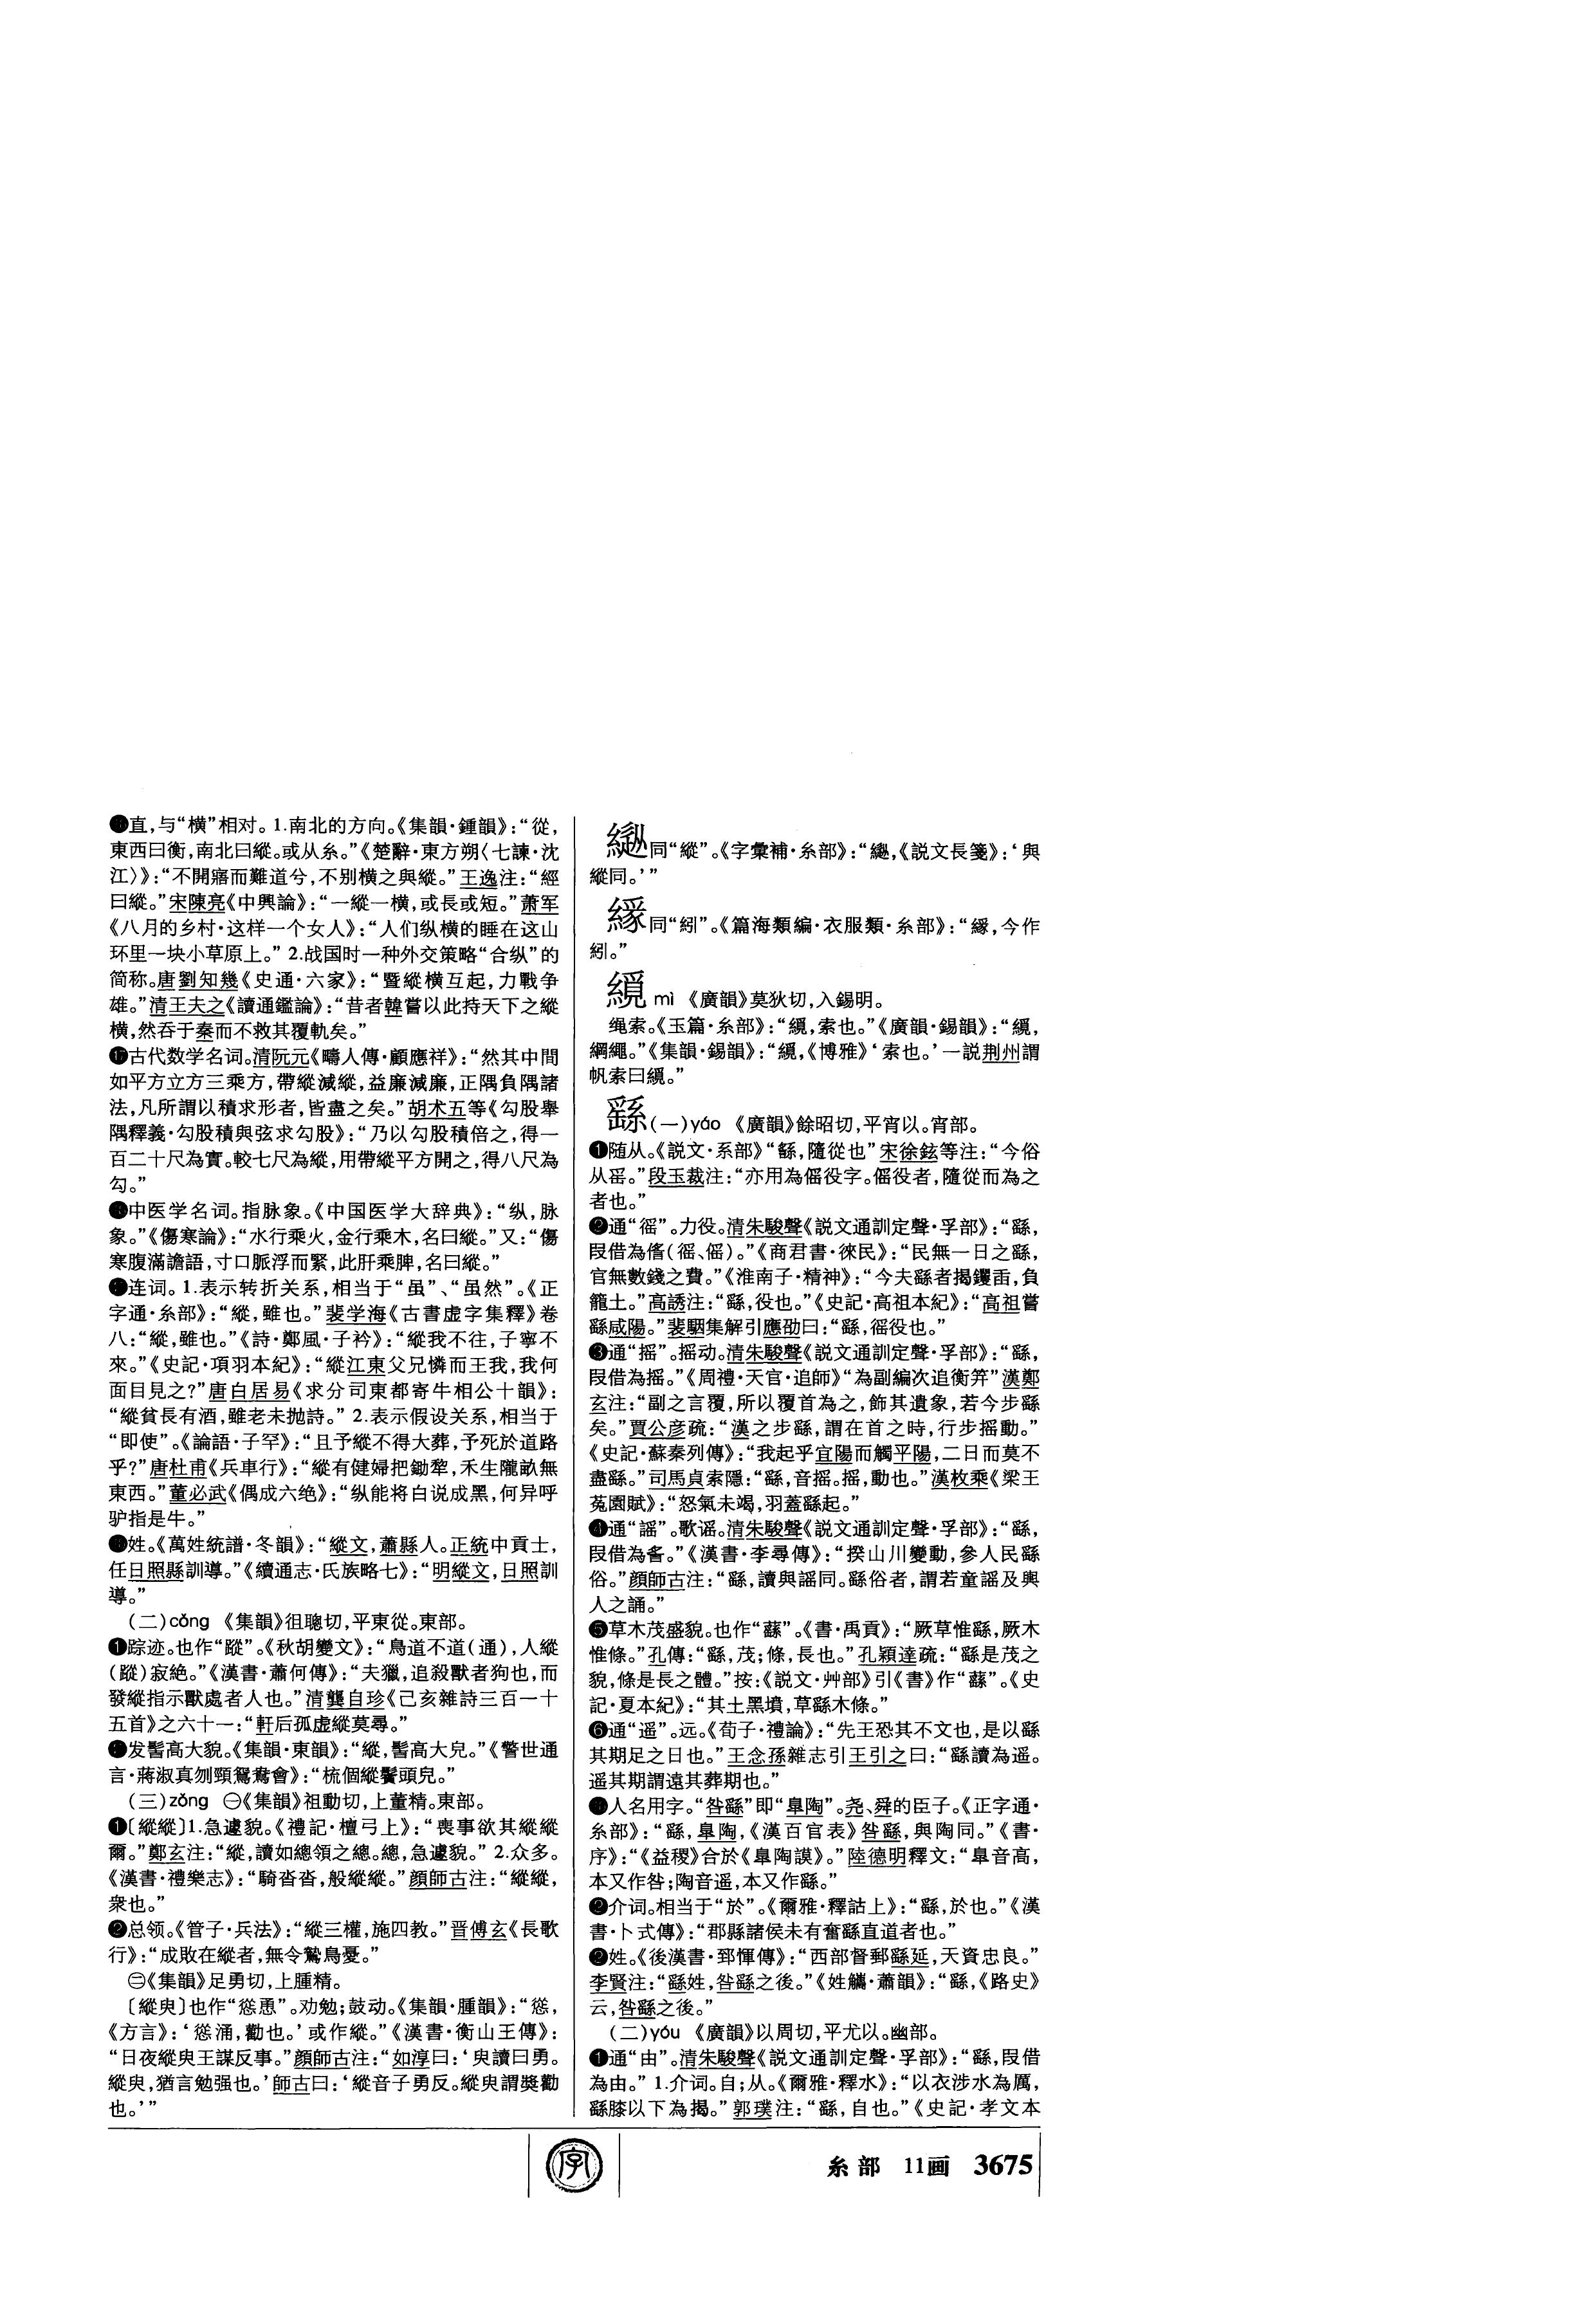 直,与“横”相对。1.南北的方向。《集韻·鍾韻》:“從,
東西曰衡,南北曰縱。或从糸。”《楚辭·東方朔〈七諫·沈
江〉》:“不開寤而難道兮,不别横之與縱。”王逸注:“經
曰縱。”宋陳亮《中興論》:“一縱一横,或長或短。”萧军
《八月的乡村·这样一个女人》:“人们纵横的睡在这山
环里一块小草原上。” 2.战国时一种外交策略“合纵”的
简称。唐劉知幾《史通·六家》:“暨縱横互起,力戰争
雄。”清王夫之《讀通鑑論》:“昔者韓嘗以此持天下之縱
横,然吞于秦而不救其覆軌矣。”
⓱古代数学名词。清阮元《疇人傳·顧應祥》:“然其中間
如平方立方三乘方,帶縱減縱,益廉減廉,正隅負隅諸
法,凡所謂以積求形者,皆盡之矣。”胡术五等《勾股舉
隅釋義·勾股積與弦求勾股》:“乃以勾股積倍之,得一
百二十尺為實。較七尺為縱,用帶縱平方開之,得八尺為
勾。”
中医学名词。指脉象。《中国医学大辞典》:“纵,脉
象。”《傷寒論》:“水行乘火,金行乘木,名曰縱。”又:“傷
寒腹滿譫語,寸口脈浮而緊,此肝乘脾,名曰縱。”
连词。1.表示转折关系,相当于“虽”、“虽然”。《正
字通·糸部》:“縱,雖也。”裴学海《古書虚字集釋》卷
八:“縱,雖也。”《詩·鄭風·子衿》:“縱我不往,子寧不
來。”《史記·項羽本紀》:“縱江東父兄憐而王我,我何
面目見之?”唐白居易《求分司東都寄牛相公十韻》:
“縱貧長有酒,雖老未抛詩。” 2.表示假设关系,相当于
“即使”。《論語·子罕》:“且予縱不得大葬,予死於道路
乎?”唐杜甫《兵車行》:“縱有健婦把鋤犂,禾生隴畝無
東西。”董必武《偶成六绝》:“纵能将白说成黑,何异呼
驴指是牛。”
姓。《萬姓統譜·冬韻》:“縱文,蕭縣人。正統中貢士,
任日照縣訓導。”《續通志·氏族略七》:“明縱文,日照訓
導。”
(二)cōng 《集韻》徂聰切,平東從。東部。
❶踪迹。也作“蹤”。《秋胡變文》:“鳥道不道(通),人縱
(蹤)寂絶。”《漢書·蕭何傳》:“夫獵,追殺獸者狗也,而
發縱指示獸處者人也。”清龔自珍《己亥雜詩三百一十
五首》之六十一:“軒后孤虚縱莫尋。”
❷发髻高大貌。《集韻·東韻》:“縱,髻高大皃。”《警世通
言·蔣淑真刎頸鴛鴦會》:“梳個縱鬢頭兒。”
(三)zǒng ㊀《集韻》祖動切,上董精。東部。
❶〔縱縱〕1.急遽貌。《禮記·檀弓上》:“喪事欲其縱縱
爾。”鄭玄注:“縱,讀如總領之總。總,急遽貌。” 2.众多。
《漢書·禮樂志》:“騎沓沓,般縱縱。”顔師古注:“縱縱,
衆也。”
❷总领。《管子·兵法》:“縱三權,施四教。”晋傅玄《長歌
行》:“成敗在縱者,無令鷙鳥憂。”
㊁《集韻》足勇切,上腫精。
〔縱臾〕也作“慫恿”。劝勉;鼓动。《集韻·腫韻》:“慫,
《方言》:‘慫涌,勸也。’或作縱。”《漢書·衡山王傳》:
“日夜縱臾王謀反事。”顔師古注:“如淳曰:‘臾讀曰勇。
縱臾,猶言勉强也。’師古曰:‘縱音子勇反。縱臾謂奬勸
也。’”
同“縱”。《字彙補·糸部》:“,《説文長箋》:‘與
縱同。’”
同“紖”。《篇海類編·衣服類·糸部》:“,今作
紖。”
mì 《廣韻》莫狄切,入錫明。
绳索。《玉篇·糸部》:“,索也。”《廣韻·錫韻》:“,
綱繩。”《集韻·錫韻》:“,《博雅》‘索也。’一説荆州謂
帆索曰。”
繇(一)yáo 《廣韻》餘昭切,平宵以。宵部。
❶随从。《説文·系部》“繇,隨從也”宋徐鉉等注:“今俗
从䍃。”段玉裁注:“亦用為傜役字。傜役者,隨從而為之
者也。”
❷通“徭”。力役。清朱駿聲《説文通訓定聲·孚部》:“繇,
叚借為(徭、傜)。”《商君書·徠民》:“民無一日之繇,
官無數錢之費。”《淮南子·精神》:“今夫繇者揭钁臿,負
籠土。”高誘注:“繇,役也。”《史記·高祖本紀》:“高祖嘗
繇咸陽。”裴駰集解引應劭曰:“繇,徭役也。”
❸通“摇”。摇动。清朱駿聲《説文通訓定聲·孚部》:“繇,
叚借為摇。”《周禮·天官·追師》“為副編次追衡笄”漢鄭
玄注:“副之言覆,所以覆首為之,飾其遺象,若今步繇
矣。”賈公彦疏:“漢之步繇,謂在首之時,行步摇動。”
《史記·蘇秦列傳》:“我起乎宜陽而觸平陽,二日而莫不
盡繇。”司馬貞索隱:“繇,音摇。摇,動也。”漢枚乘《梁王
菟園賦》:“怒氣未竭,羽蓋繇起。”
❹通“謡”。歌谣。清朱駿聲《説文通訓定聲·孚部》:“繇,
叚借為䚻。”《漢書·李尋傳》:“揆山川變動,參人民繇
俗。”顔師古注:“繇,讀與謡同。繇俗者,謂若童謡及輿
人之誦。”
❺草木茂盛貌。也作“蘨”。《書·禹貢》:“厥草惟繇,厥木
惟條。”孔傳:“繇,茂;條,長也。”孔穎達疏:“繇是茂之
貌,條是長之體。”按:《説文·艸部》引《書》作“蘨”。《史
記·夏本紀》:“其土黑墳,草繇木條。”
❻通“遥”。远。《荀子·禮論》:“先王恐其不文也,是以繇
其期足之日也。”王念孫雜志引王引之曰:“繇讀為遥。
遥其期謂遠其葬期也。”
人名用字。“咎繇”即“皋陶”。尧、舜的臣子。《正字通·
糸部》:“繇,皋陶,《漢百官表》咎繇,與陶同。”《書·
序》:“《益稷》合於《皋陶謨》。”陸德明釋文:“皋音高,
本又作咎;陶音遥,本又作繇。”
介词。相当于“於”。《爾雅·釋詁上》:“繇,於也。”《漢
書·卜式傳》:“郡縣諸侯未有奮繇直道者也。”
姓。《後漢書·郅惲傳》:“西部督郵繇延,天資忠良。”
李賢注:“繇姓,咎繇之後。”《姓觿·蕭韻》:“繇,《路史》
云,咎繇之後。”
(二)yóu 《廣韻》以周切,平尤以。幽部。
❶通“由”。清朱駿聲《説文通訓定聲·孚部》:“繇,叚借
為由。” 1.介词。自;从。《爾雅·釋水》:“以衣涉水為厲,
繇膝以下為揭。”郭璞注:“繇,自也。”《史記·孝文本
字
糸部 11画 3675